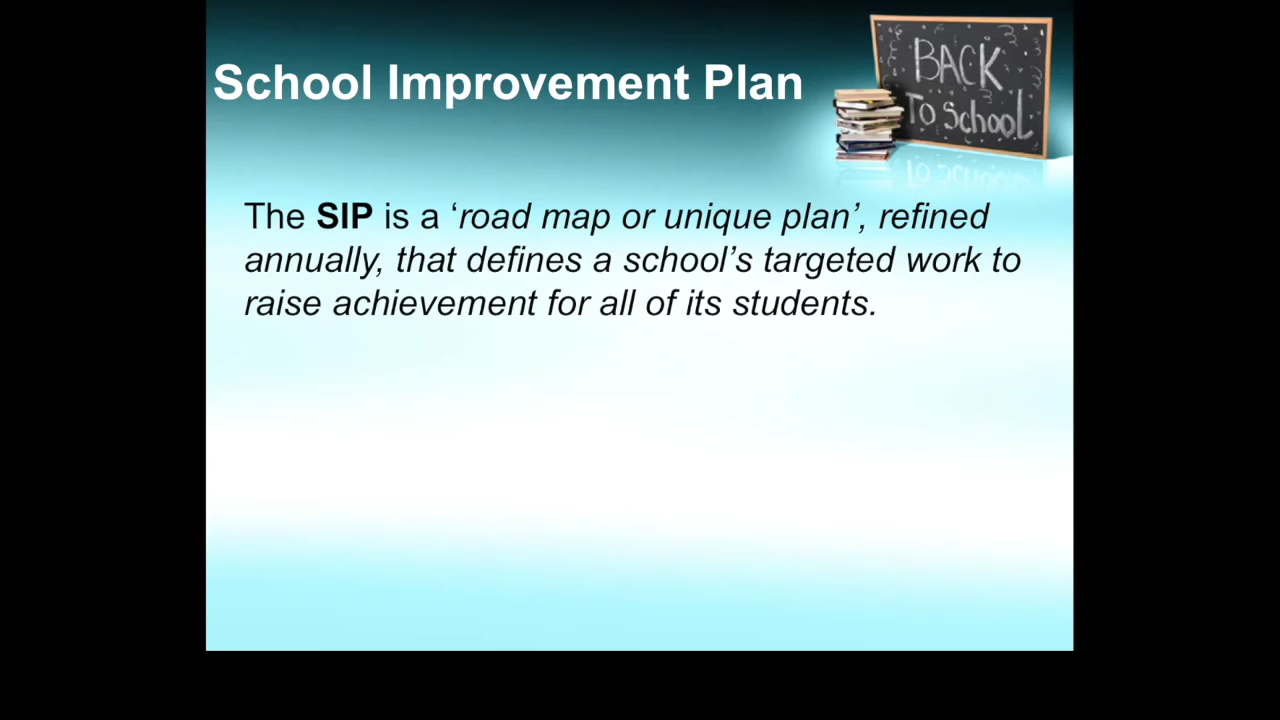 School Improvement Plan
BACK
To School
The SIP is a ‘road map or unique plan’, refined
annually, that defines a school’s targeted work to
raise achievement for all of its students.